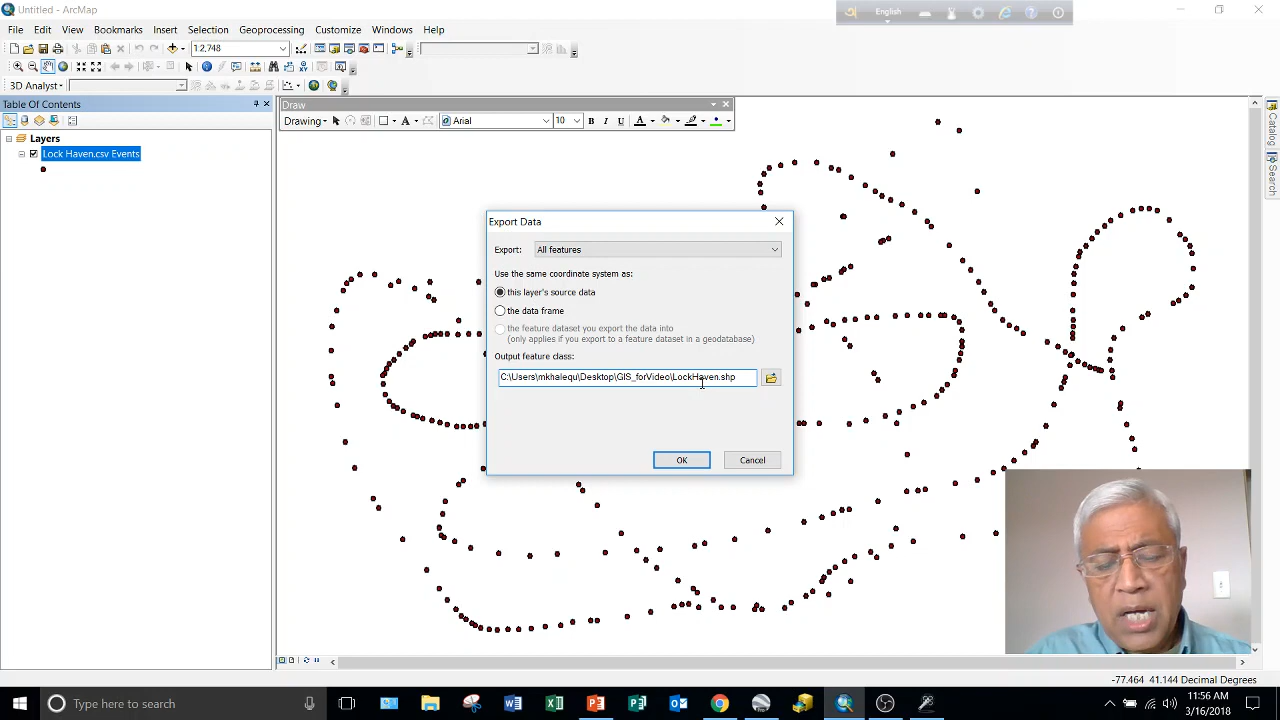 Untitled - ArcMap
English
File Edit View Bookmarks Insert Selection Geoprocessing Customize Windows Help
1:2,748
3D Analyst
Table Of Contents
Draw
Drawing
A
Arial
10
B I U A
Layers
Lock Haven.csv Events
Catalog
Search
Export Data
Export: All features
Use the same coordinate system as:
this layer's source data
the data frame
the feature dataset you export the data into
(only applies if you export to a feature dataset in a geodatabase)
Output feature class:
C:\Users\mkhalequ\Desktop\GIS_forVideo\LockHaven.shp
OK Cancel
-77.464 41.144 Decimal Degrees
Type here to search
11:56 AM
3/16/2018